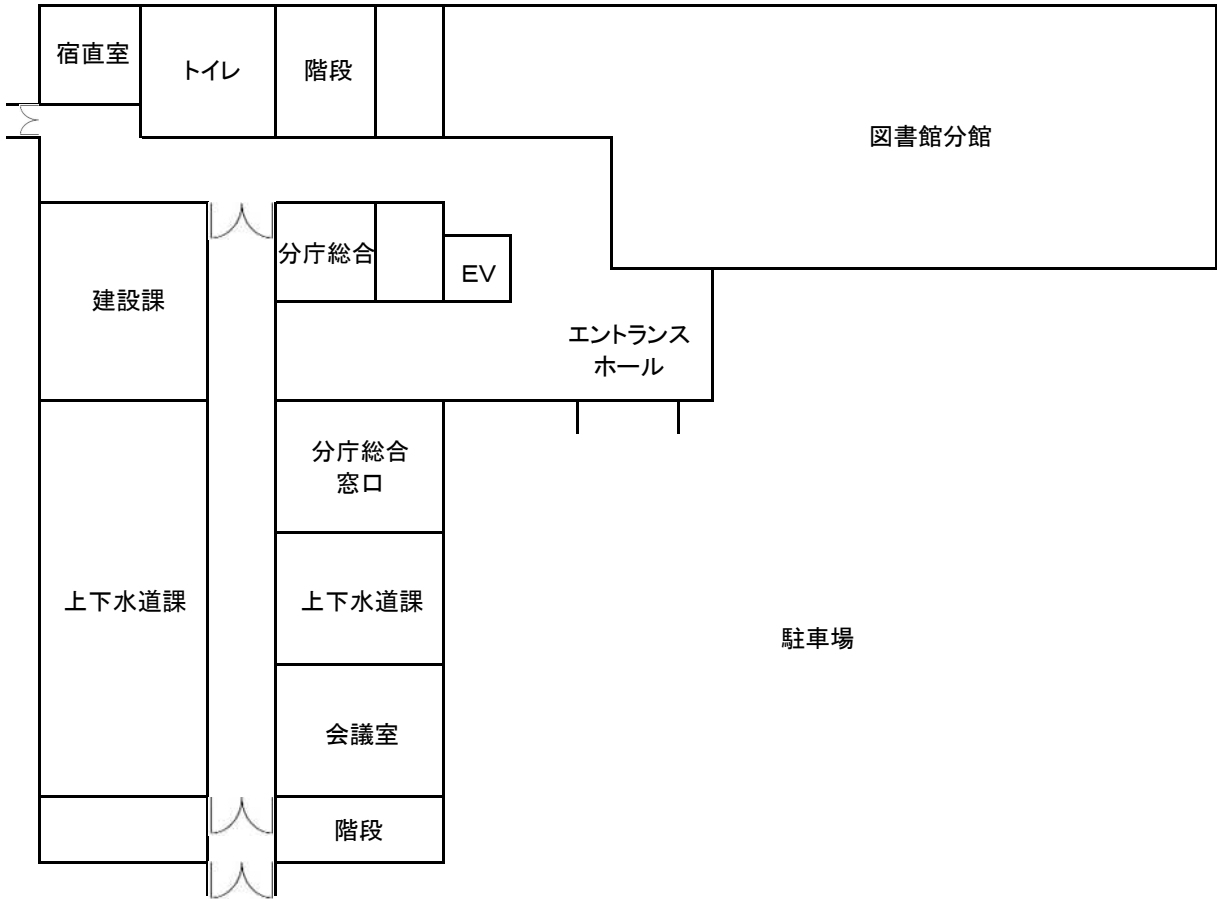 宿直室
トイレ
階段
図書館分館
分庁総合
EV
建設課
エントランス
ホール
分庁総合
窓口
上下水道課
上下水道課
駐車場
会議室
階段